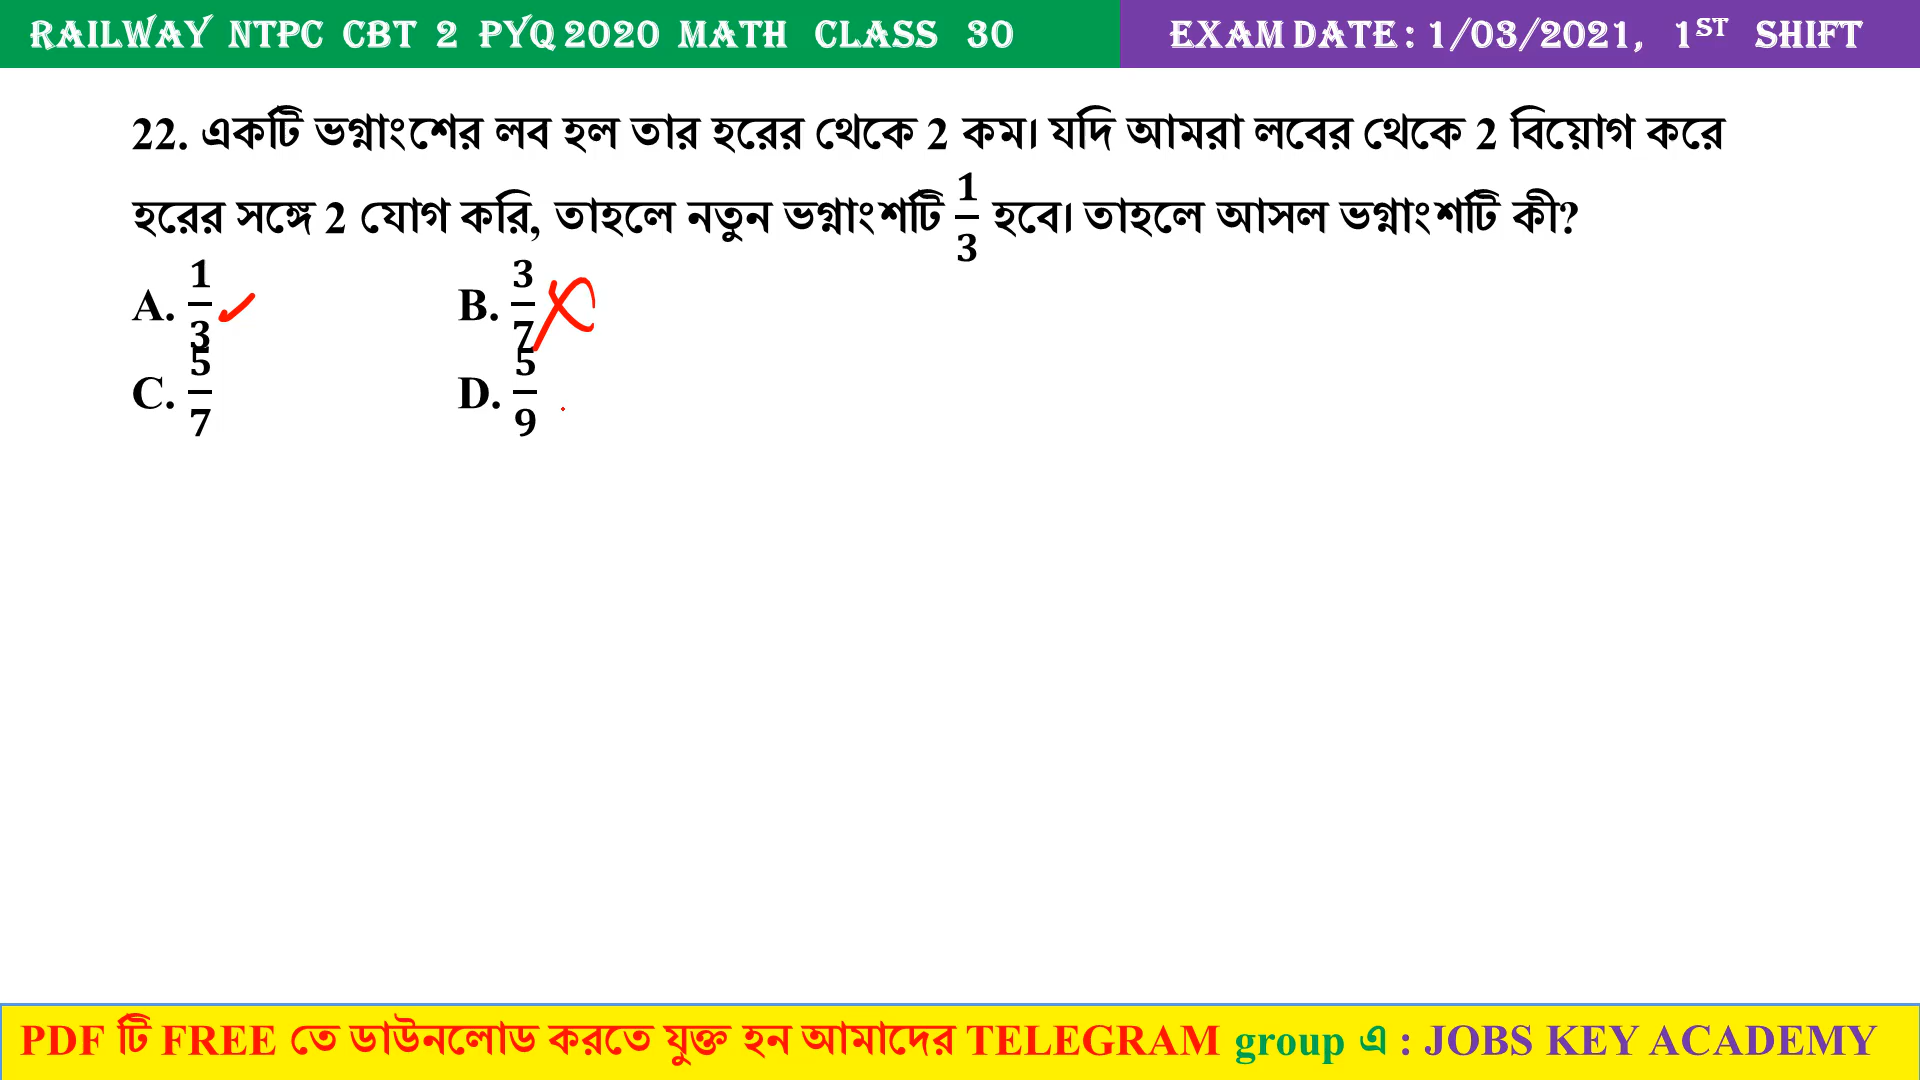 RAILWAY NTPC CBT 2 PYQ 2020 MATH CLASS 30 EXAM DATE : 1/03/2021, 1ST SHIFT
22. একটি ভগ্নাংশের লব হল তার হরের থেকে 2 কম। যদি আমরা লবের থেকে 2 বিয়োগ করে
হরের সঙ্গে 2 যোগ করি, তাহলে নতুন ভগ্নাংশটি 1/3 হবে। তাহলে আসল ভগ্নাংশটি কী?
A. 1/3 B. 3/7
C. 5/7 D. 5/9
PDF টি FREE তে ডাউনলোড করতে যুক্ত হন আমাদের TELEGRAM group এ : JOBS KEY ACADEMY